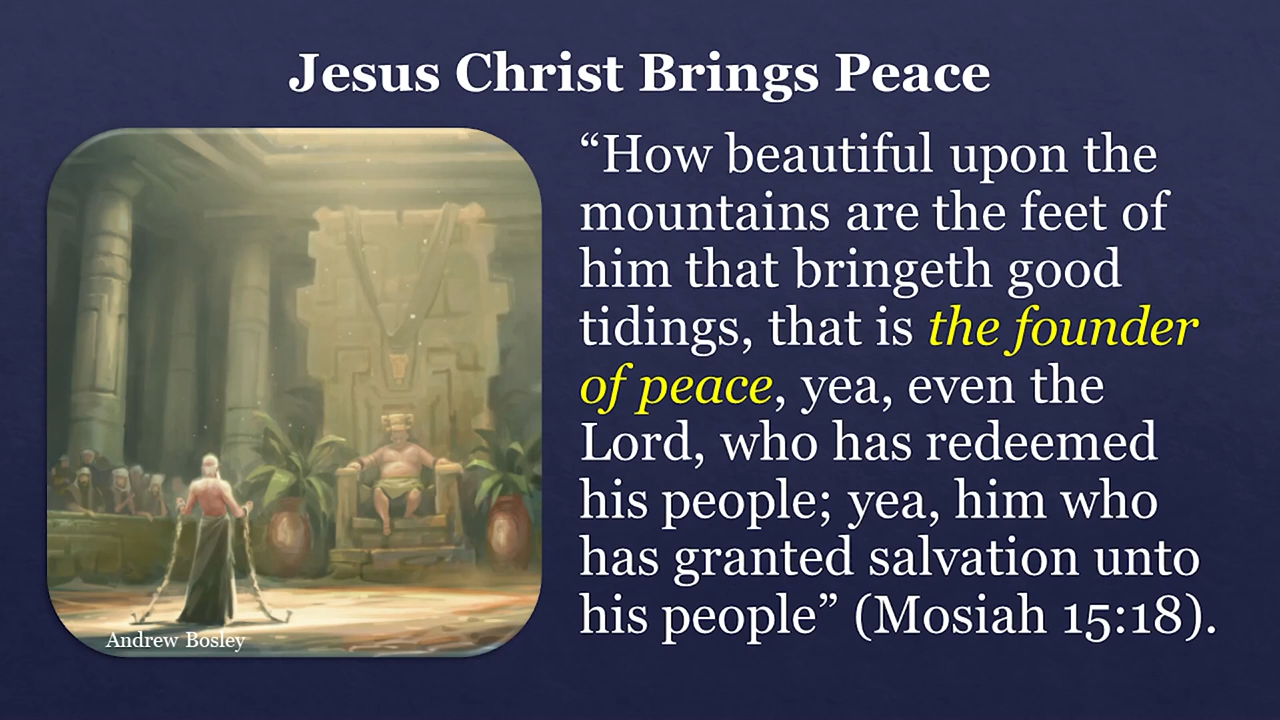 Jesus Christ Brings Peace
“How beautiful upon the
mountains are the feet of
him that bringeth good
tidings, that is the founder
of peace, yea, even the
Lord, who has redeemed
his people; yea, him who
has granted salvation unto
his people” (Mosiah 15:18).
Andrew Bosley